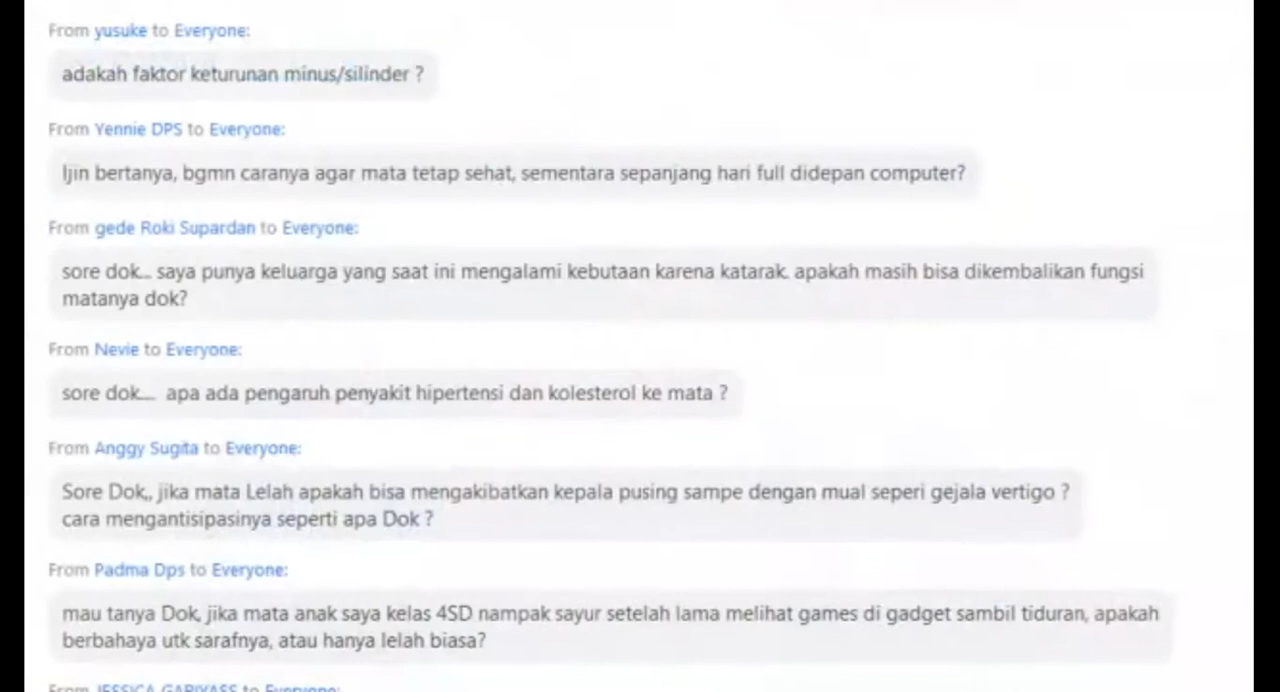 From yusuke to Everyone:
adakah faktor keturunan minus/silinder ?
From Yennie DPS to Everyone:
Ijin bertanya, bgmn caranya agar mata tetap sehat, sementara sepanjang hari full didepan computer?
From gede Roki Supardan to Everyone:
sore dok... saya punya keluarga yang saat ini mengalami kebutaan karena katarak. apakah masih bisa dikembalikan fungsi
matanya dok?
From Nevie to Everyone:
sore dok.... apa ada pengaruh penyakit hipertensi dan kolesterol ke mata ?
From Anggy Sugita to Everyone:
Sore Dok,, jika mata Lelah apakah bisa mengakibatkan kepala pusing sampe dengan mual seperi gejala vertigo ?
cara mengantisipasinya seperti apa Dok ?
From Padma Dps to Everyone:
mau tanya Dok, jika mata anak saya kelas 4SD nampak sayur setelah lama melihat games di gadget sambil tiduran, apakah
berbahaya utk sarafnya, atau hanya lelah biasa?
From JESSICA to Everyone: